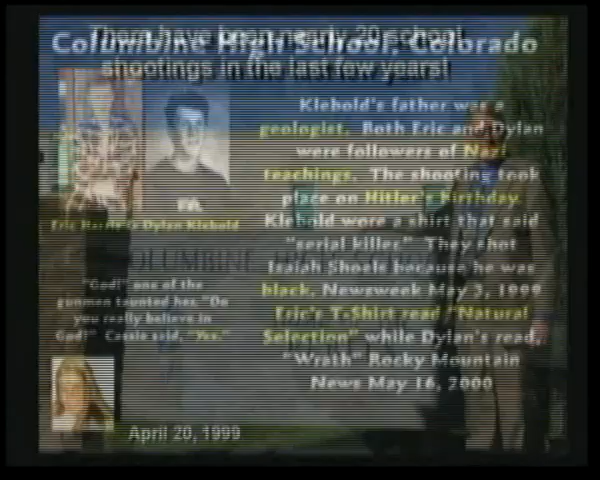 There have been nearly 20 school
shootings in the last few years!
Columbine High School, Colorado
Klebold's father was a
geologist. Both Eric and Dylan
were followers of Nazi
teachings. The shooting took
place on Hitler's birthday.
Klebold wore a shirt that said
"serial killer" They shot
Isaiah Shoels because he was
black. Newsweek May 3, 1999
Eric's T-Shirt read "Natural
Selection" while Dylan's read,
"Wrath" Rocky Mountain
News May 16, 2000
Eric Harris & Dylan Klebold
"God!" one of the
gunmen taunted her. "Do
you really believe in
God?" Cassie said, "Yes."
COLUMBINE HIGH SCHOOL
April 20, 1999